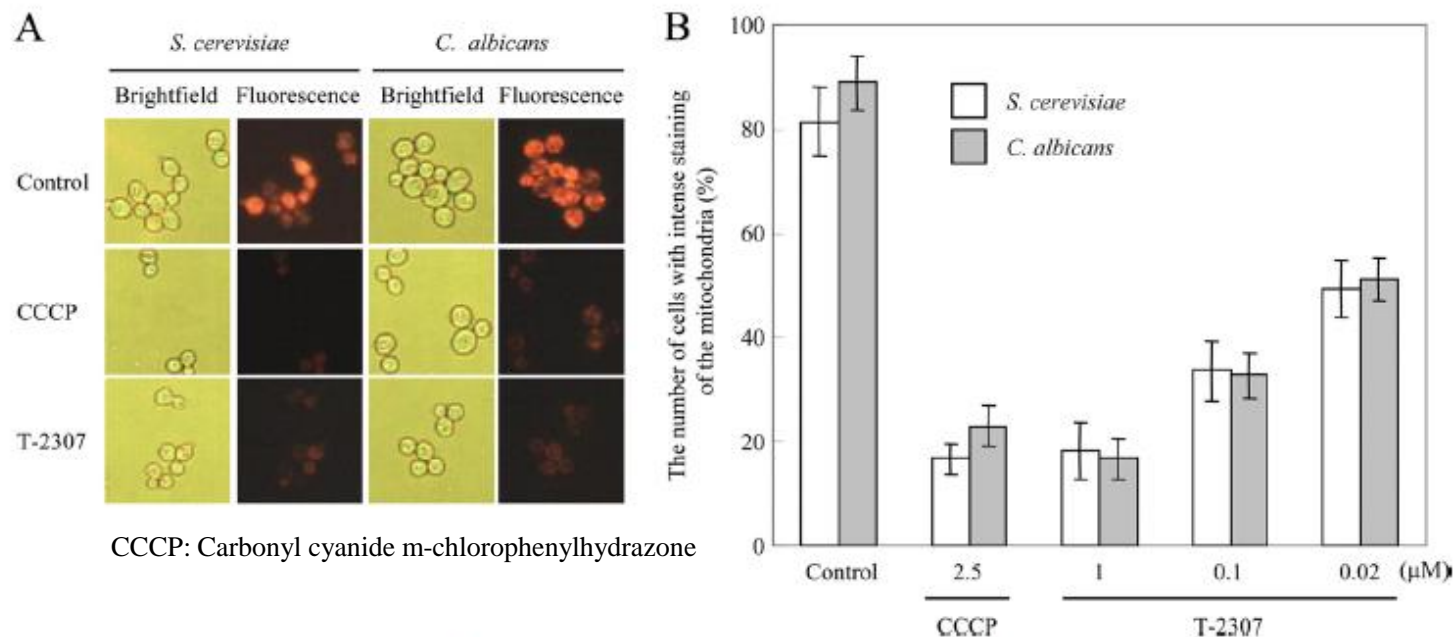 A
S. cerevisiae C. albicans
Brightfield Fluorescence Brightfield Fluorescence
Control
CCCP
T-2307
CCCP: Carbonyl cyanide m-chlorophenylhydrazone
B
The number of cells with intense staining
of the mitochondria (%)
100
80
60
40
20
0
S. cerevisiae
C. albicans
Control 2.5 1 0.1 0.02 (μM)
CCCP T-2307